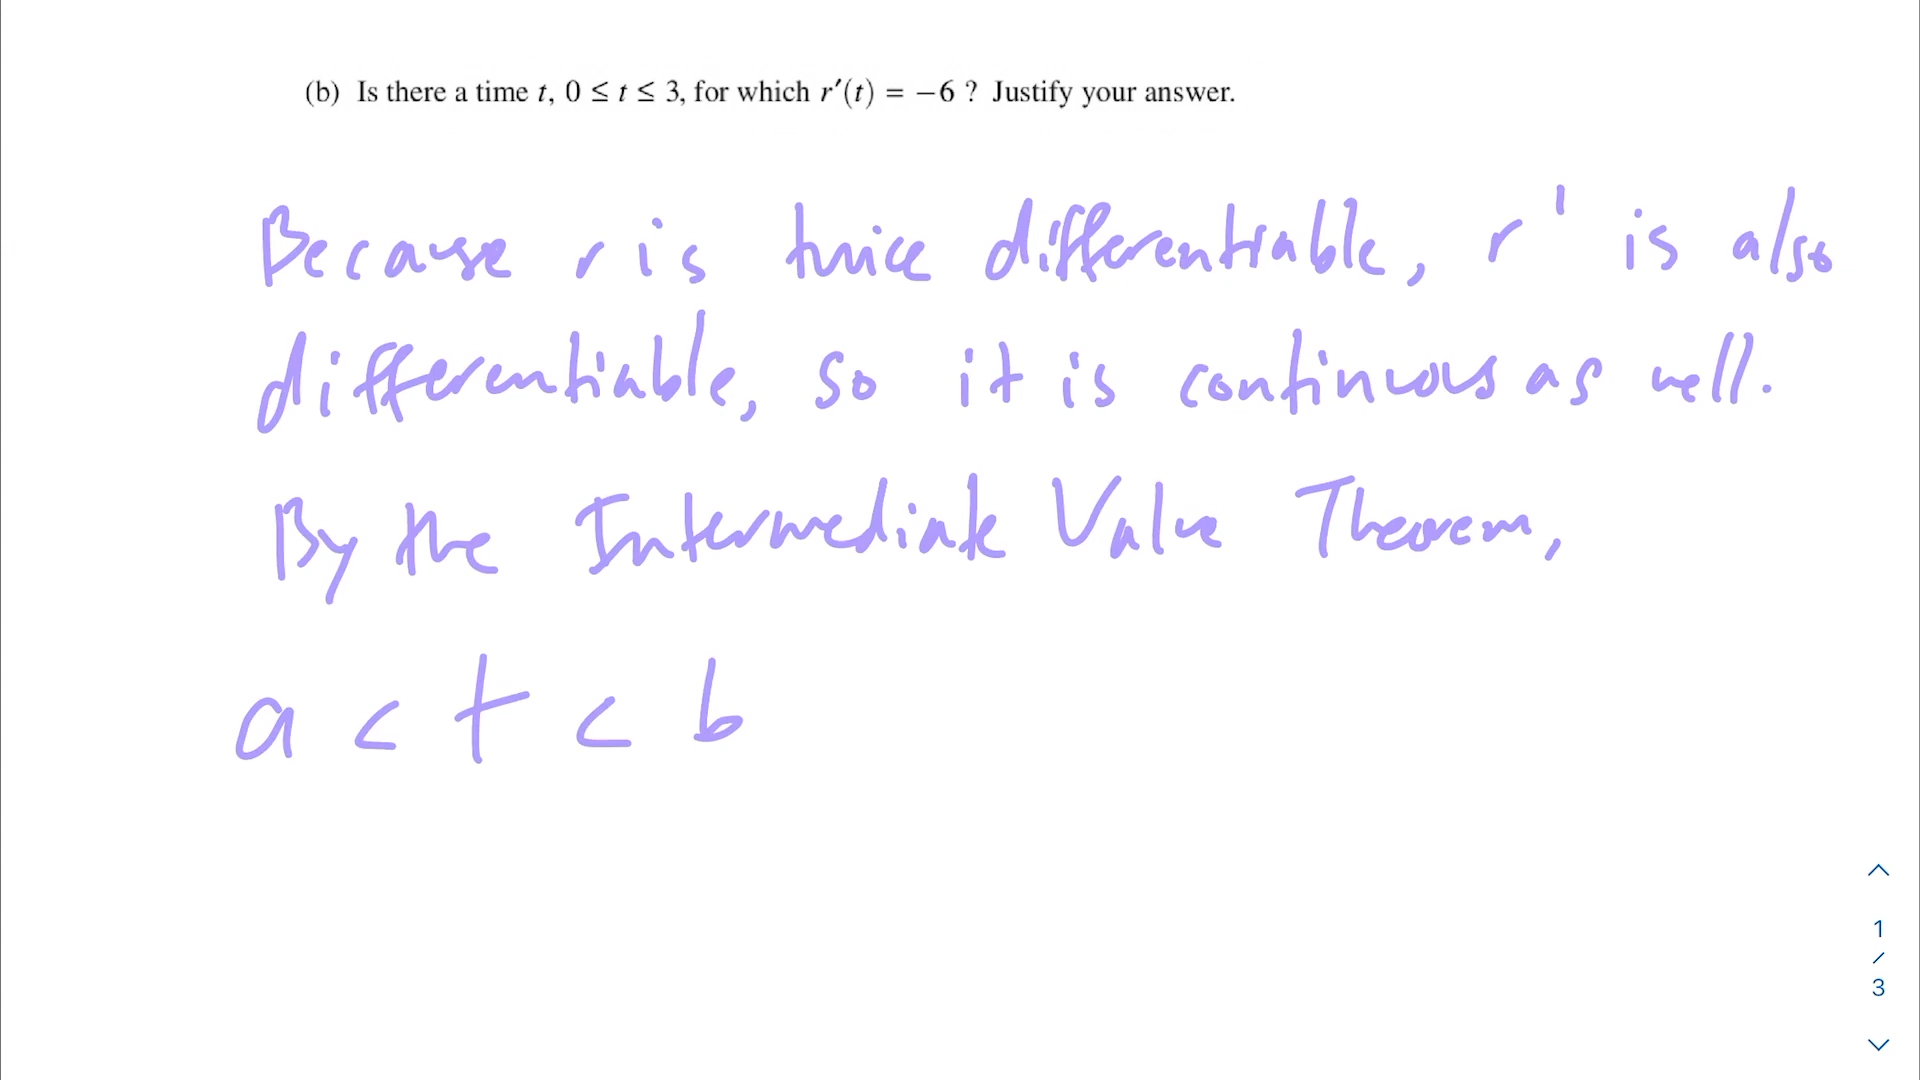 (b) Is there a time t, 0 ≤ t ≤ 3, for which r′(t) = −6 ? Justify your answer.
Because r is twice differentiable, r' is also
differentiable, so it is continuous as well.
By the Intermediate Value Theorem,
a < t < b
1
/
3